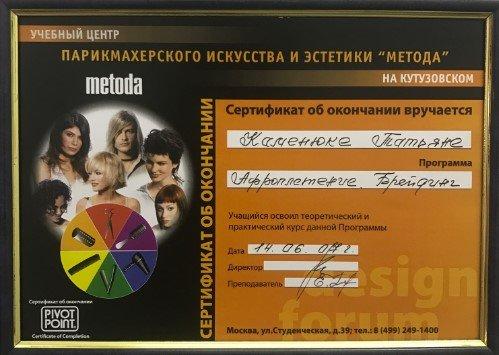 УЧЕБНЫЙ ЦЕНТР
ПАРИКМАХЕРСКОГО ИСКУССТВА И ЭСТЕТИКИ “МЕТОДА”
НА КУТУЗОВСКОМ
metoda
СЕРТИФИКАТ ОБ ОКОНЧАНИИ
Сертификат об окончании вручается
Каменюке Татьяне
Программа
Афроплетение. Брейдинг
Учащийся освоил теоретический и
практический курс данной Программы
Дата 14.06.07г.
Директор
Преподаватель
design
forum
Сертификат об окончании
PIVOT
POINT
Certificate of Completion
Москва, ул.Студенческая, д.39; тел.: 8 (499) 249-1400